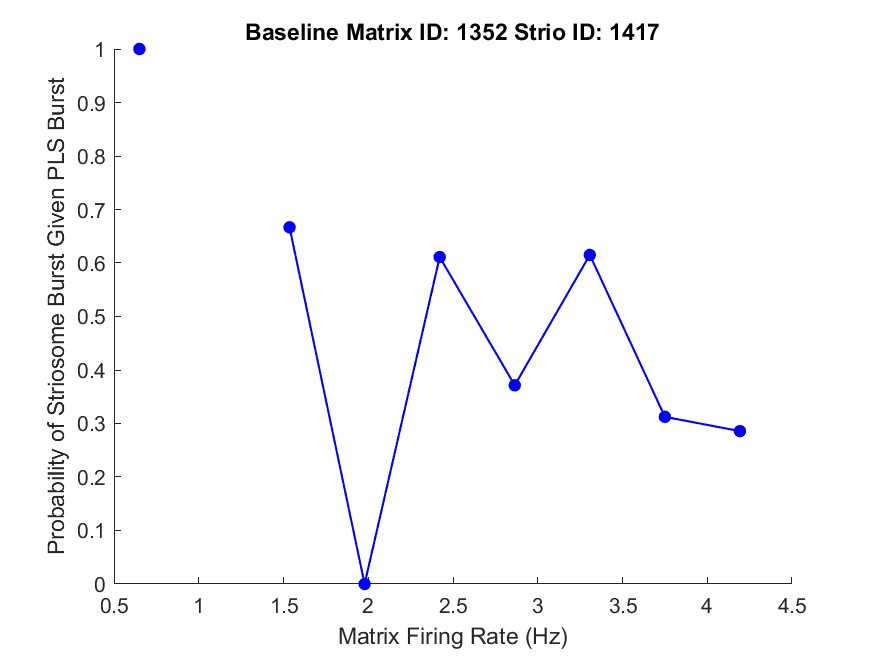 Baseline Matrix ID: 1352 Strio ID: 1417
Probability of Striosome Burst Given PLS Burst
1
0.9
0.8
0.7
0.6
0.5
0.4
0.3
0.2
0.1
0
0.5 1 1.5 2 2.5 3 3.5 4 4.5
Matrix Firing Rate (Hz)